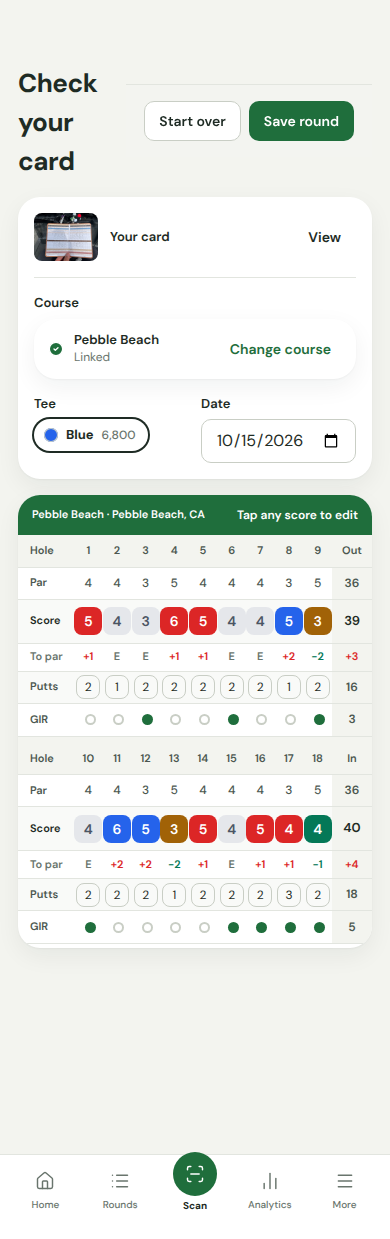 Check your card
Start over
Save round
Your card
View
Course
Pebble Beach
Linked
Change course
Tee
Date
Blue 6,800
10/15/2026
Pebble Beach · Pebble Beach, CA
Tap any score to edit
Hole 1 2 3 4 5 6 7 8 9 Out
Par 4 4 3 5 4 4 4 3 5 36
Score 5 4 3 6 5 4 4 5 3 39
To par +1 E E +1 +1 E E +2 -2 +3
Putts 2 1 2 2 2 2 2 1 2 16
GIR 3
Hole 10 11 12 13 14 15 16 17 18 In
Par 4 4 3 5 4 4 4 3 5 36
Score 4 6 5 3 5 4 5 4 4 40
To par E +2 +2 -2 +1 E +1 +1 -1 +4
Putts 2 2 2 1 2 2 2 3 2 18
GIR 5
Home
Rounds
Scan
Analytics
More